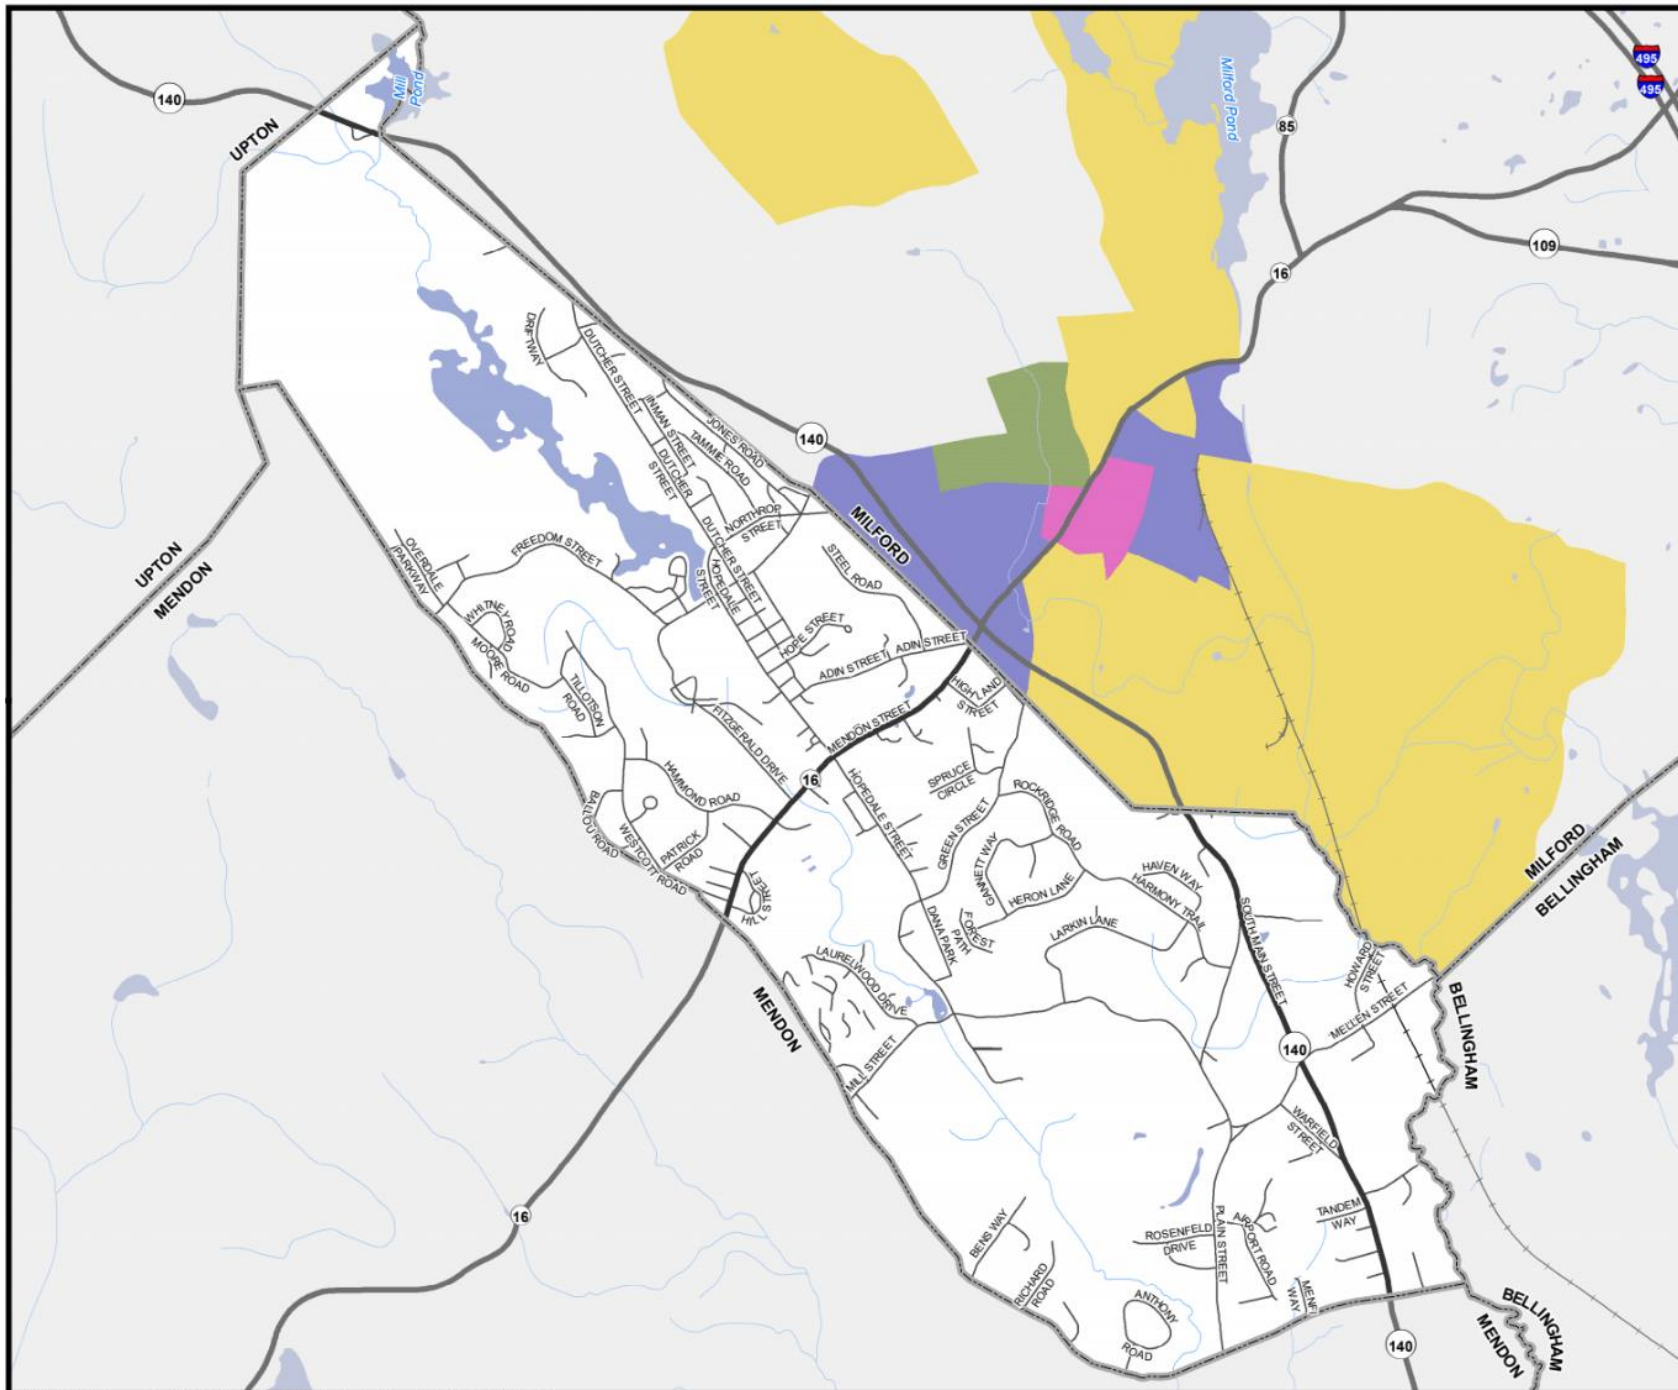 495
495
Mill
Pond
140
UPTON
Milford Pond
85
109
16
DRIFTWAY
DUTCHER STREET
INMAN STREET
JONES ROAD
TAMMIE ROAD
140
DUTCHER
STREET
NORTHROP
STREET
MILFORD
UPTON
MENDON
OVERDALE
PARKWAY
FREEDOM STREET
DUTCHER STREET
HOPEDALE
STREET
STEEL ROAD
WHITNEY ROAD
MOORE ROAD
HOPE STREET
ADIN STREET
ADIN STREET
HIGHLAND
STREET
TILLOTSON
ROAD
FITZGERALD DRIVE
MENDON STREET
16
HAMMOND ROAD
HOPEDALE STREET
SPRUCE
CIRCLE
ROCKRIDGE ROAD
BALLOU ROAD
WESTCOTT ROAD
PATRICK
ROAD
GREEN STREET
GANNETT WAY
MILFORD
BELLINGHAM
HILL STREET
HERON LANE
HAVEN WAY
HARMONY TRAIL
DANA PARK
FOREST
PATH
LARKIN LANE
SOUTH MAIN STREET
LAURELWOOD DRIVE
HOWARD
STREET
MENDON
MELLEN STREET
BELLINGHAM
140
MILL STREET
WARFIELD
STREET
16
BENS WAY
ROSENFELD
DRIVE
PLAIN STREET
AIRPORT ROAD
TANDEM
WAY
RICHARD
ROAD
ANTHONY
ROAD
MENFI
WAY
BELLINGHAM
MENDON
140